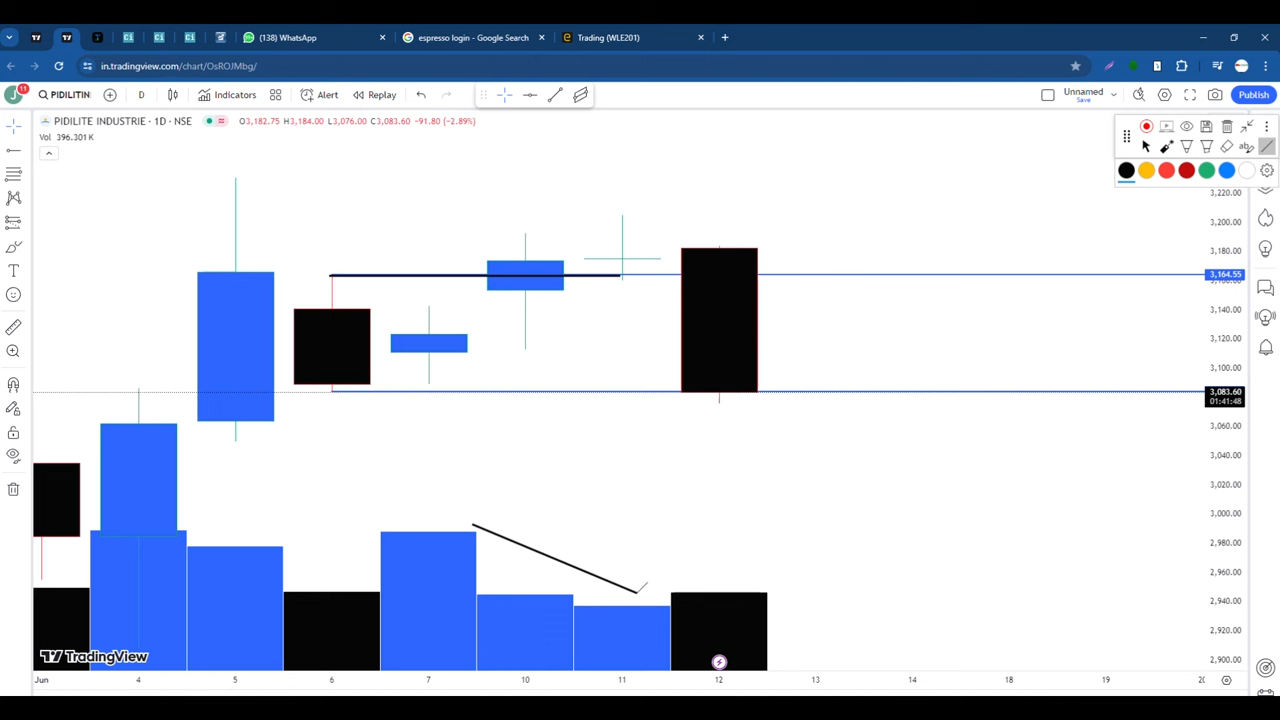 (138) WhatsApp
espresso login - Google Search
Trading (WLE201)
in.tradingview.com/chart/OsROJMbg/
11
PIDILITIN
D
Indicators
Alert
Replay
Unnamed
Save
Publish
PIDILITE INDUSTRIE · 1D · NSE
O3,182.75 H3,184.00 L3,076.00 C3,083.60 -91.80 (-2.89%)
Vol 396.301 K
3,220.00
3,200.00
3,180.00
3,164.55
3,140.00
3,120.00
3,100.00
3,083.60
01:41:48
3,060.00
3,040.00
3,020.00
3,000.00
2,980.00
2,960.00
2,940.00
2,920.00
2,900.00
TradingView
Jun 4 5 6 7 10 11 12 13 14 18 19